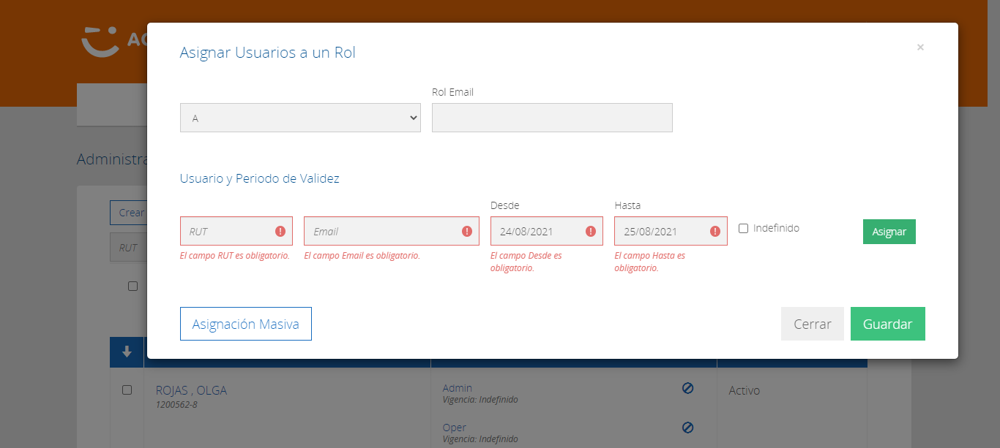 Asignar Usuarios a un Rol
×
Rol Email
A
Usuario y Periodo de Validez
Desde
Hasta
RUT
Email
24/08/2021
25/08/2021
Indefinido
Asignar
El campo RUT es obligatorio.
El campo Email es obligatorio.
El campo Desde es
obligatorio.
El campo Hasta es
obligatorio.
Asignación Masiva
Cerrar
Guardar
Administra
Crear
RUT
ROJAS , OLGA
1200562-8
Admin
Vigencia: Indefinido
Activo
Oper
Vigencia: Indefinido